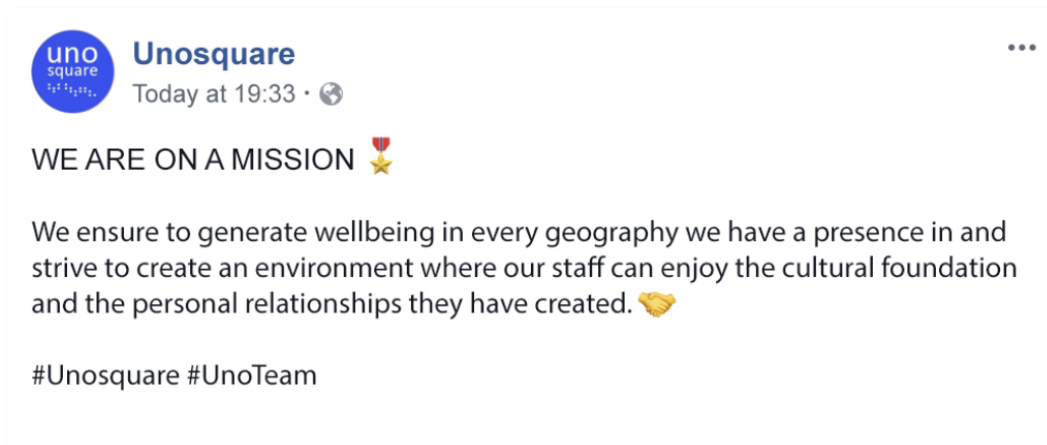 uno
square
Unosquare
Today at 19:33 ·
WE ARE ON A MISSION 🎖️
We ensure to generate wellbeing in every geography we have a presence in and
strive to create an environment where our staff can enjoy the cultural foundation
and the personal relationships they have created. 🤝
#Unosquare #UnoTeam